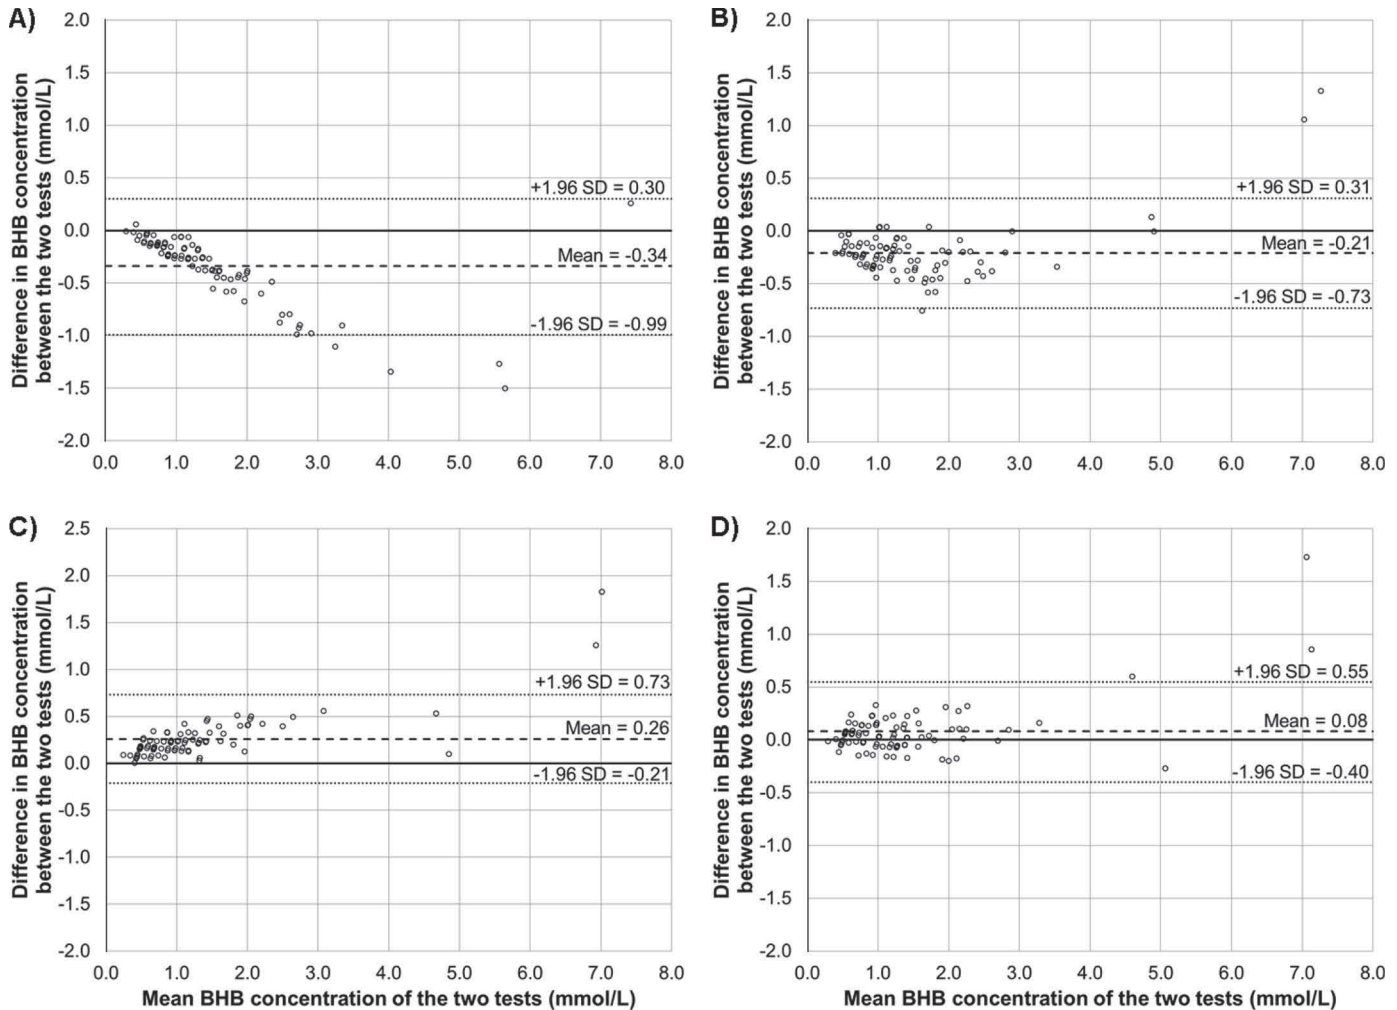 A)
Difference in BHB concentration
between the two tests (mmol/L)
2.0
1.5
1.0
0.5
0.0
-0.5
-1.0
-1.5
-2.0
+1.96 SD = 0.30
Mean = -0.34
-1.96 SD = -0.99
0.0 1.0 2.0 3.0 4.0 5.0 6.0 7.0 8.0
B)
Difference in BHB concentration
between the two tests (mmol/L)
2.0
1.5
1.0
0.5
0.0
-0.5
-1.0
-1.5
-2.0
+1.96 SD = 0.31
Mean = -0.21
-1.96 SD = -0.73
0.0 1.0 2.0 3.0 4.0 5.0 6.0 7.0 8.0
C)
Difference in BHB concentration
between the two tests (mmol/L)
2.5
2.0
1.5
1.0
0.5
0.0
-0.5
-1.0
-1.5
-2.0
+1.96 SD = 0.73
Mean = 0.26
-1.96 SD = -0.21
0.0 1.0 2.0 3.0 4.0 5.0 6.0 7.0 8.0
Mean BHB concentration of the two tests (mmol/L)
D)
Difference in BHB concentration
between the two tests (mmol/L)
2.0
1.5
1.0
0.5
0.0
-0.5
-1.0
-1.5
-2.0
+1.96 SD = 0.55
Mean = 0.08
-1.96 SD = -0.40
0.0 1.0 2.0 3.0 4.0 5.0 6.0 7.0 8.0
Mean BHB concentration of the two tests (mmol/L)